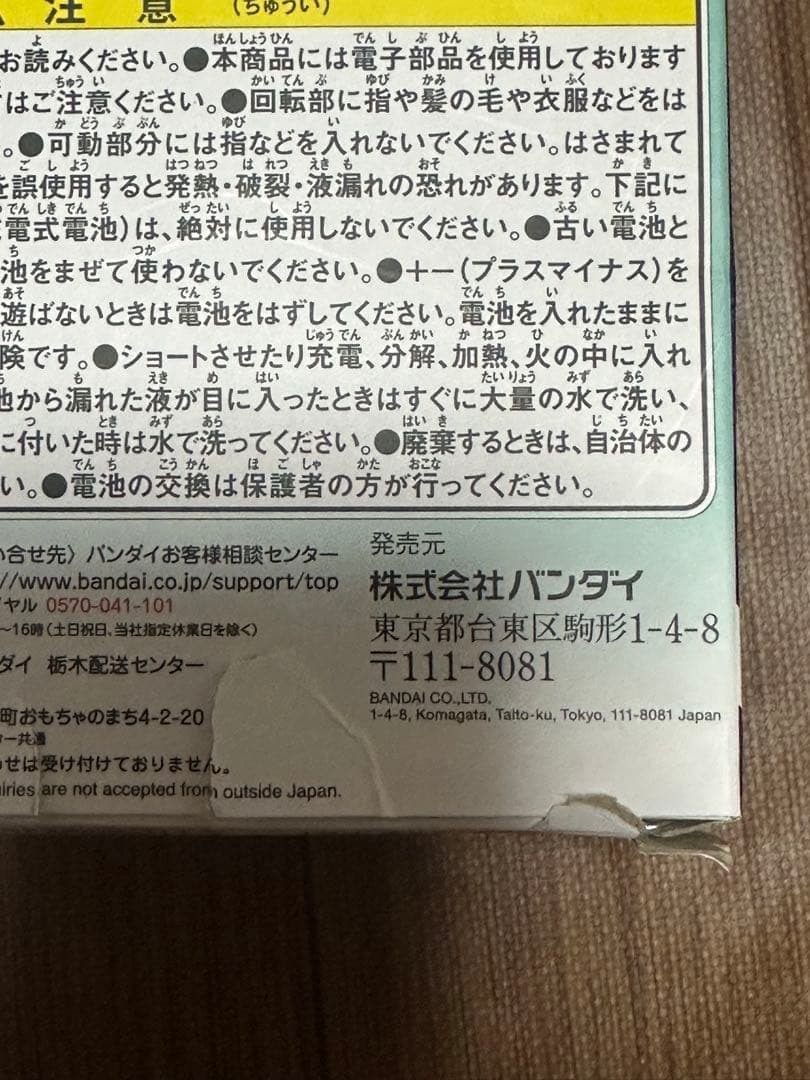 注意 (ちゅうい)
お読みください。●本商品には電子部品を使用しております
はご注意ください。●回転部に指や髪の毛や衣服などをは
。●可動部分には指などを入れないでください。はさまれて
を誤使用すると発熱・破裂・液漏れの恐れがあります。下記に
電式電池)は、絶対に使用しないでください。●古い電池と
池をまぜて使わないでください。●+−(プラスマイナス)を
遊ばないときは電池をはずしてください。電池を入れたままに
険です。●ショートさせたり充電、分解、加熱、火の中に入れ
池から漏れた液が目に入ったときはすぐに大量の水で洗い、
に付いた時は水で洗ってください。●廃棄するときは、自治体の
い。●電池の交換は保護者の方が行ってください。
い合せ先〉バンダイお客様相談センター
//www.bandai.co.jp/support/top
イヤル 0570-041-101
〜16時(土日祝日、当社指定休業日を除く)
ダイ 栃木配送センター
町おもちゃのまち4-2-20
ター共通
わせは受け付けておりません。
uiries are not accepted from outside Japan.
発売元
株式会社バンダイ
東京都台東区駒形1-4-8
〒111-8081
BANDAI CO.,LTD.
1-4-8, Komagata, Taito-ku, Tokyo, 111-8081 Japan